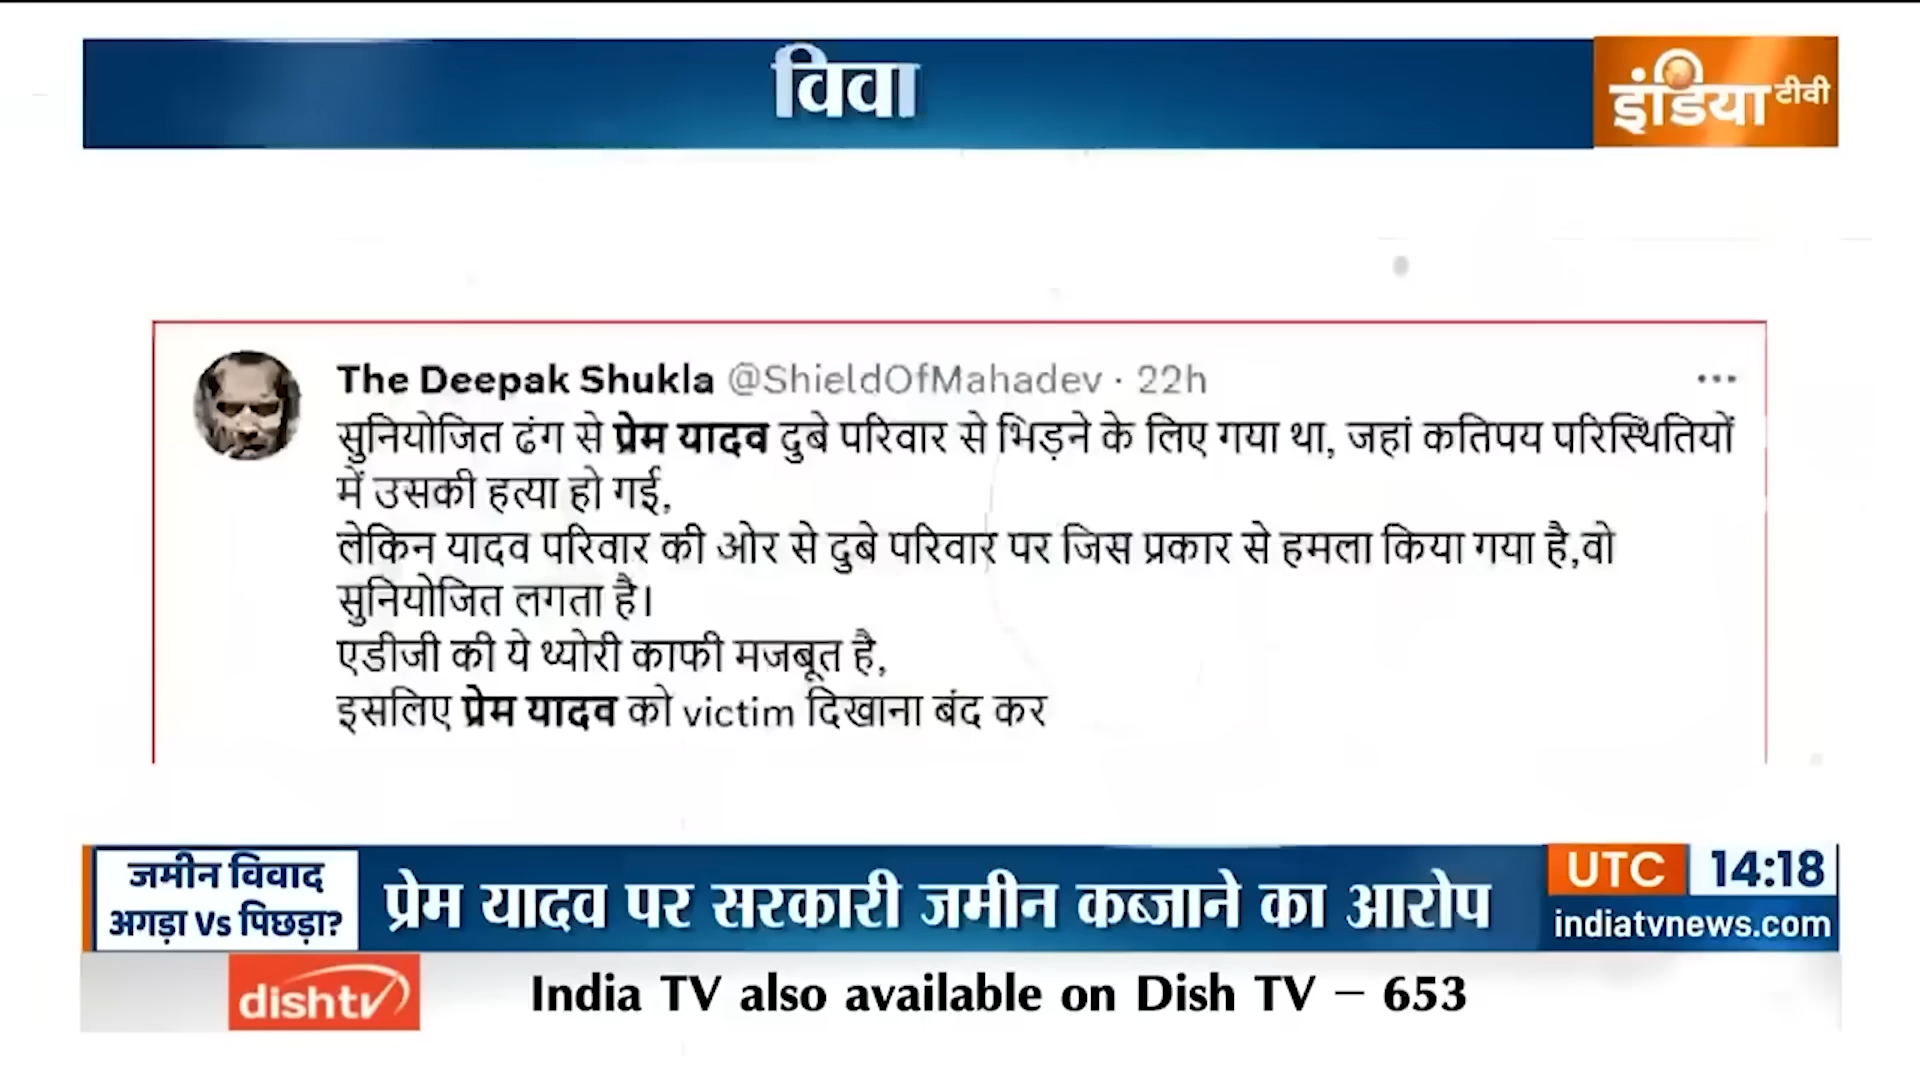 विवा
इंडिया टीवी
The Deepak Shukla @ShieldOfMahadev · 22h
सुनियोजित ढंग से प्रेम यादव दुबे परिवार से भिड़ने के लिए गया था, जहां कतिपय परिस्थितियों
में उसकी हत्या हो गई,
लेकिन यादव परिवार की ओर से दुबे परिवार पर जिस प्रकार से हमला किया गया है,वो
सुनियोजित लगता है।
एडीजी की ये थ्योरी काफी मजबूत है,
इसलिए प्रेम यादव को victim दिखाना बंद कर
जमीन विवाद
अगड़ा Vs पिछड़ा?
प्रेम यादव पर सरकारी जमीन कब्जाने का आरोप
UTC 14:18
indiatvnews.com
dishtv
India TV also available on Dish TV – 653